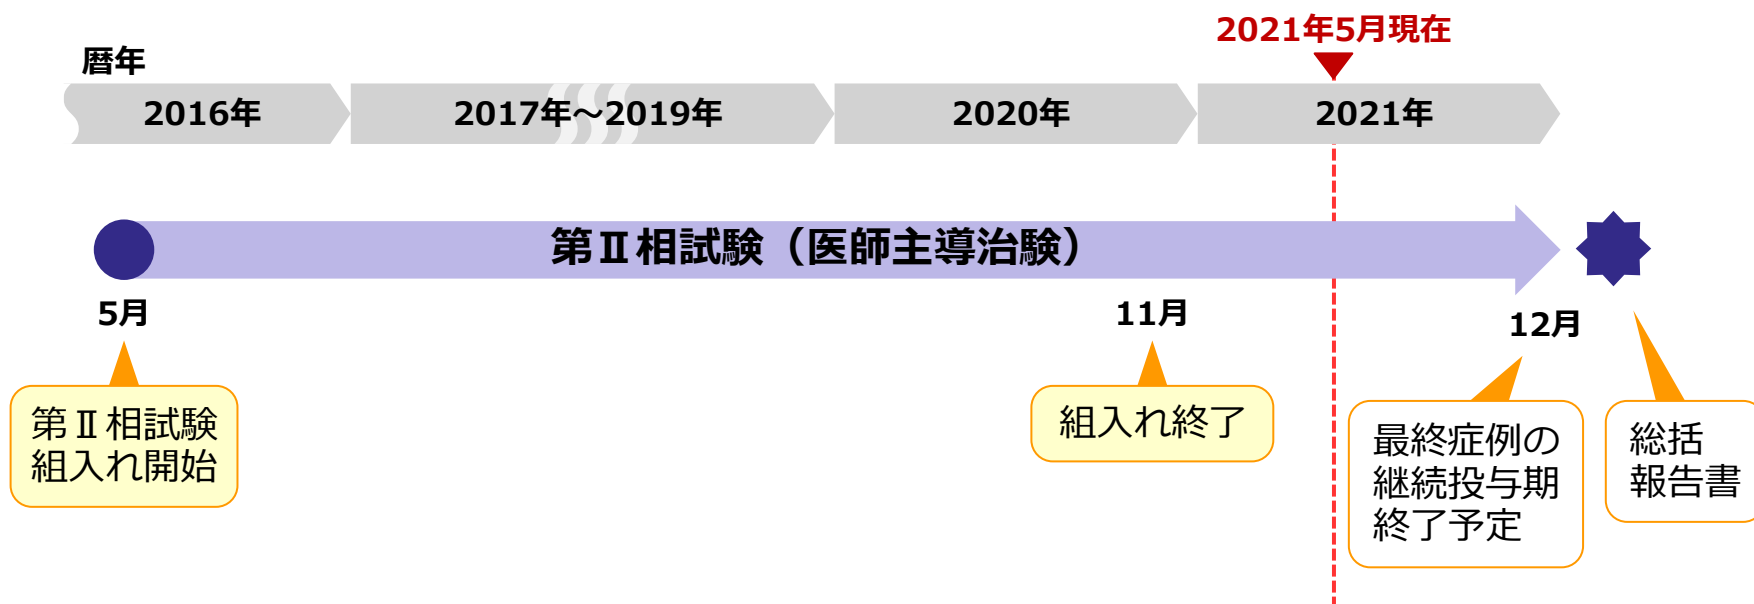 2021年5月現在
暦年
2016年
2017年～2019年
2020年
2021年
第Ⅱ相試験（医師主導治験）
5月
11月
12月
第Ⅱ相試験
組入れ開始
組入れ終了
最終症例の
継続投与期
終了予定
総括
報告書